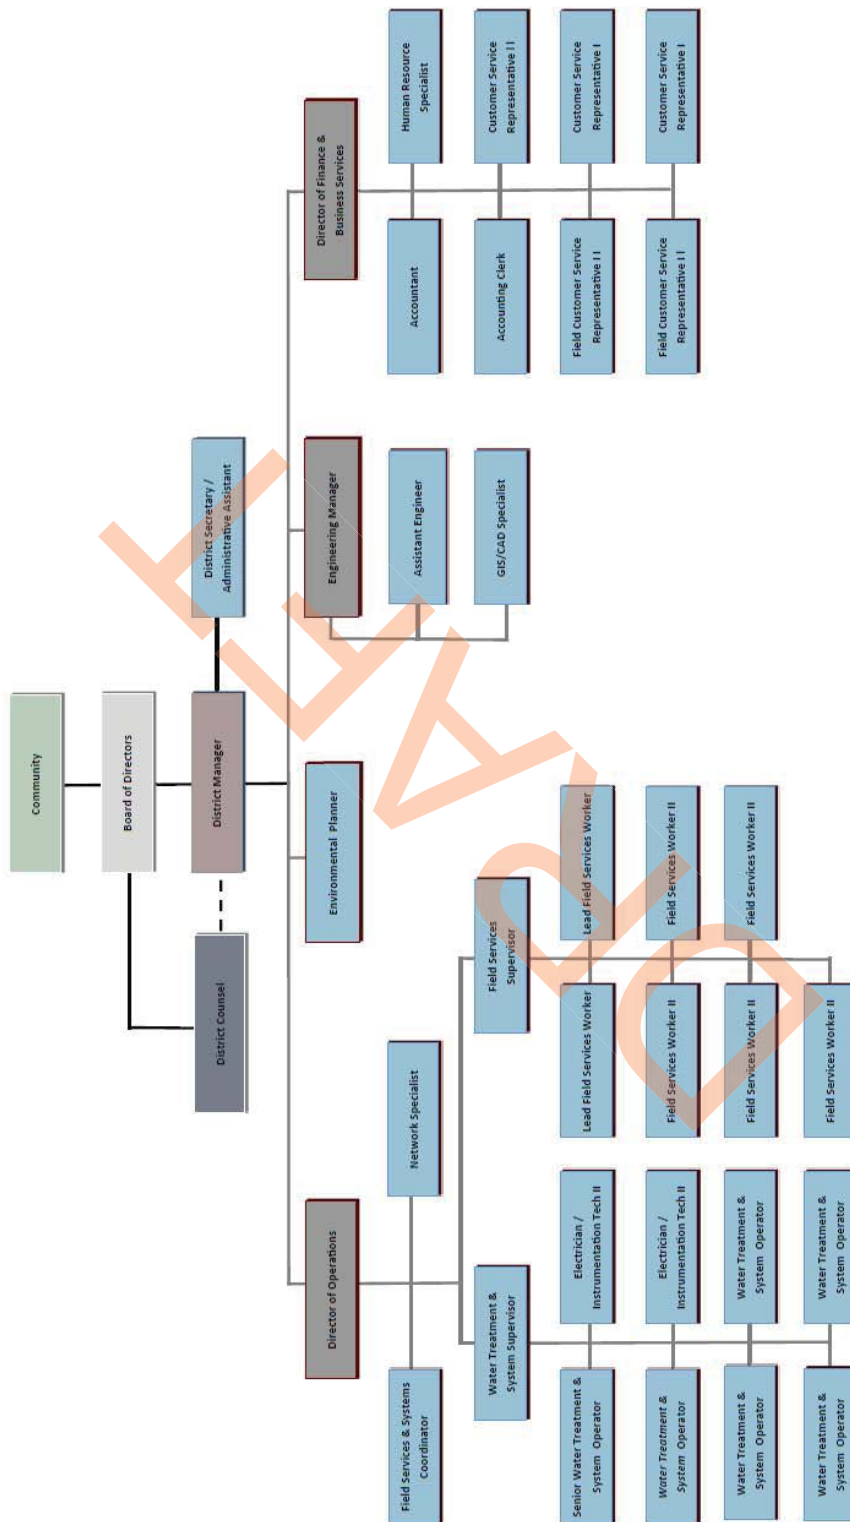 Community
Board of Directors
District Counsel
District Manager
District Secretary /
Administrative Assistant
Director of Operations
Environmental Planner
Engineering Manager
Director of Finance &
Business Services
Field Services & Systems
Coordinator
Network Specialist
Assistant Engineer
GIS/CAD Specialist
Accountant
Human Resource
Specialist
Accounting Clerk
Customer Service
Representative I I
Field Customer Service
Representative I I
Customer Service
Representative I
Field Customer Service
Representative I I
Customer Service
Representative I
Water Treatment &
System Supervisor
Field Services
Supervisor
Senior Water Treatment &
System Operator
Electrician /
Instrumentation Tech II
Lead Field Services Worker
Lead Field Services Worker
Water Treatment &
System Operator
Electrician /
Instrumentation Tech II
Field Services Worker II
Field Services Worker II
Water Treatment &
System Operator
Water Treatment &
System Operator
Field Services Worker II
Field Services Worker II
Water Treatment &
System Operator
Water Treatment &
System Operator
Field Services Worker II
DRAFT